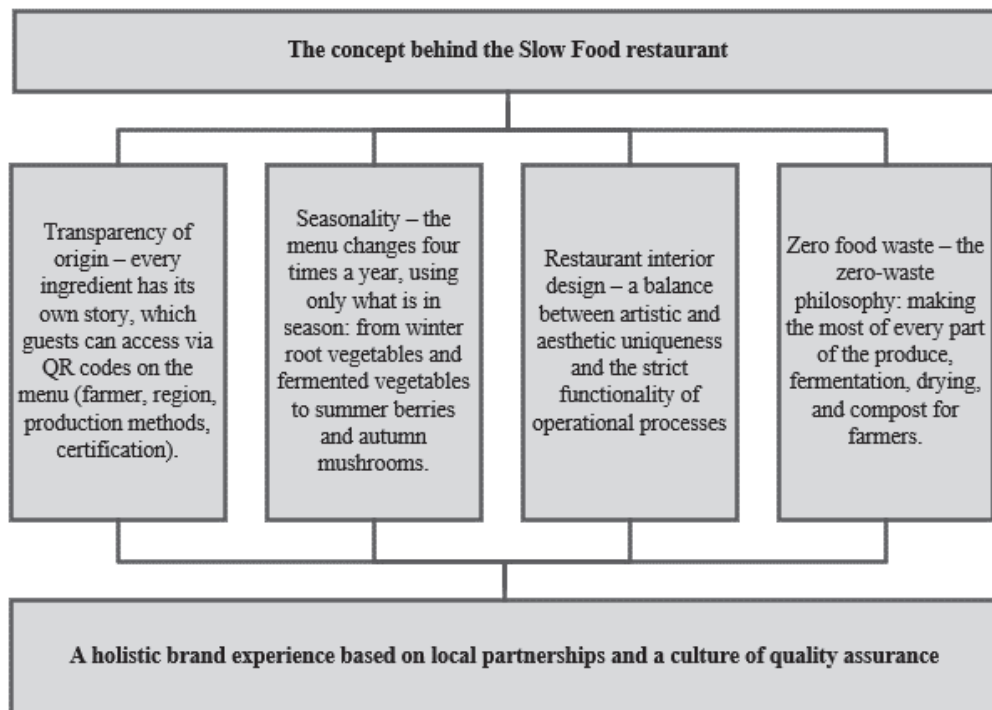 The concept behind the Slow Food restaurant
Transparency of
origin – every
ingredient has its
own story, which
guests can access via
QR codes on the
menu (farmer, region,
production methods,
certification).
Seasonality – the
menu changes four
times a year, using
only what is in
season: from winter
root vegetables and
fermented vegetables
to summer berries
and autumn
mushrooms.
Restaurant interior
design – a balance
between artistic and
aesthetic uniqueness
and the strict
functionality of
operational processes
Zero food waste – the
zero-waste
philosophy: making
the most of every part
of the produce,
fermentation, drying,
and compost for
farmers.
A holistic brand experience based on local partnerships and a culture of quality assurance